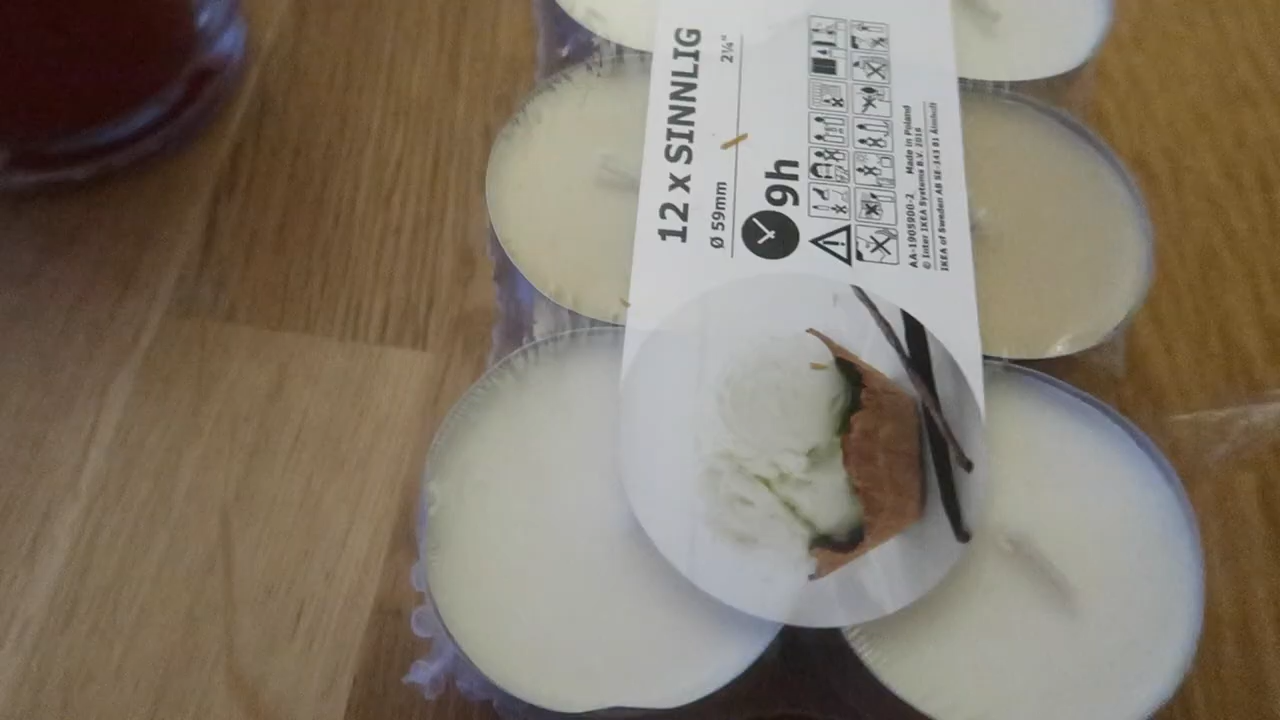 12 x SINNLIG
Ø 59mm 2¼"
9h
AA-1905900-2 Made in Poland
© Inter IKEA Systems B.V. 2016
IKEA of Sweden AB SE-343 81 Älmhult